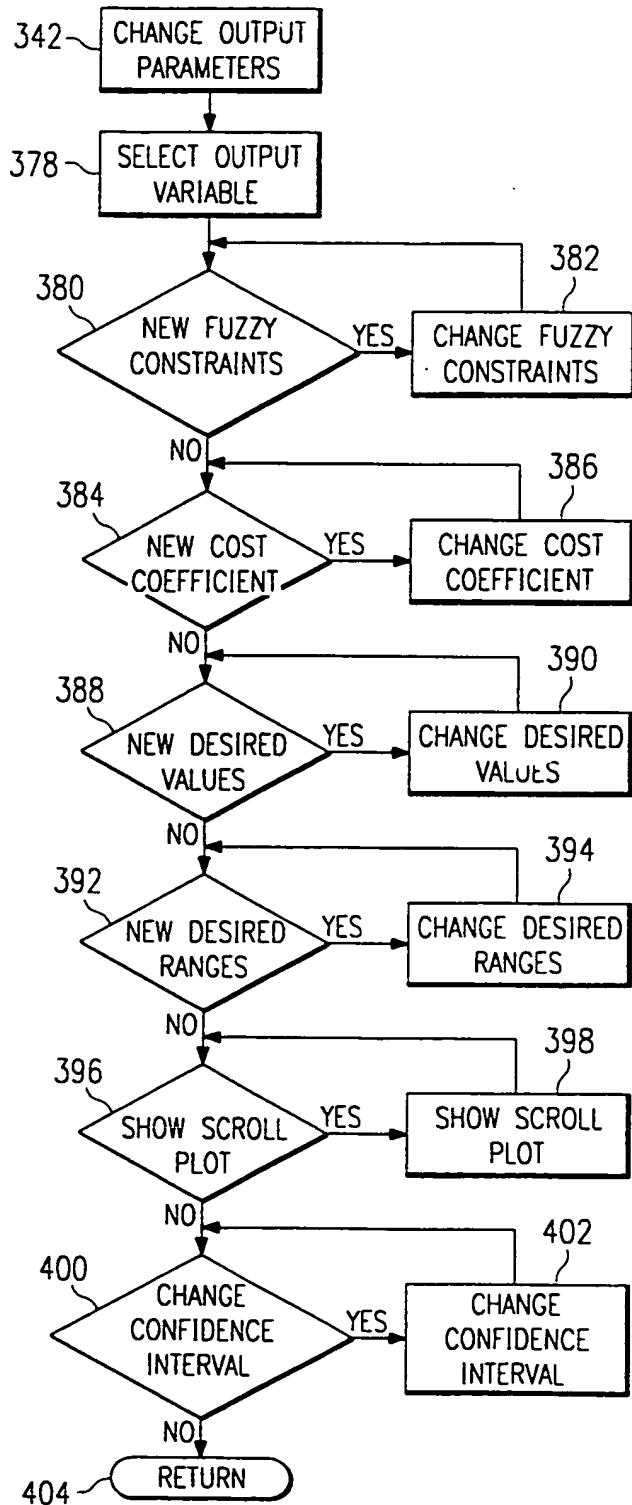 342
CHANGE OUTPUT
PARAMETERS
378
SELECT OUTPUT
VARIABLE
380
NEW FUZZY
CONSTRAINTS
YES
382
CHANGE FUZZY
CONSTRAINTS
NO
384
NEW COST
COEFFICIENT
YES
386
CHANGE COST
COEFFICIENT
NO
388
NEW DESIRED
VALUES
YES
390
CHANGE DESIRED
VALUES
NO
392
NEW DESIRED
RANGES
YES
394
CHANGE DESIRED
RANGES
NO
396
SHOW SCROLL
PLOT
YES
398
SHOW SCROLL
PLOT
NO
400
CHANGE
CONFIDENCE
INTERVAL
YES
402
CHANGE
CONFIDENCE
INTERVAL
NO
404
RETURN